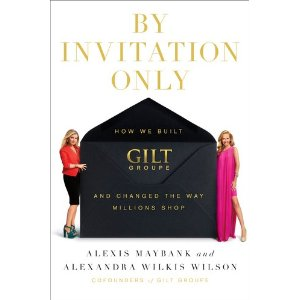 BY
INVITATION
ONLY
HOW WE BUILT
GILT
GROUPE
AND CHANGED THE WAY
MILLIONS SHOP
ALEXIS MAYBANK and
ALEXANDRA WILKIS WILSON
COFOUNDERS of GILT GROUPE